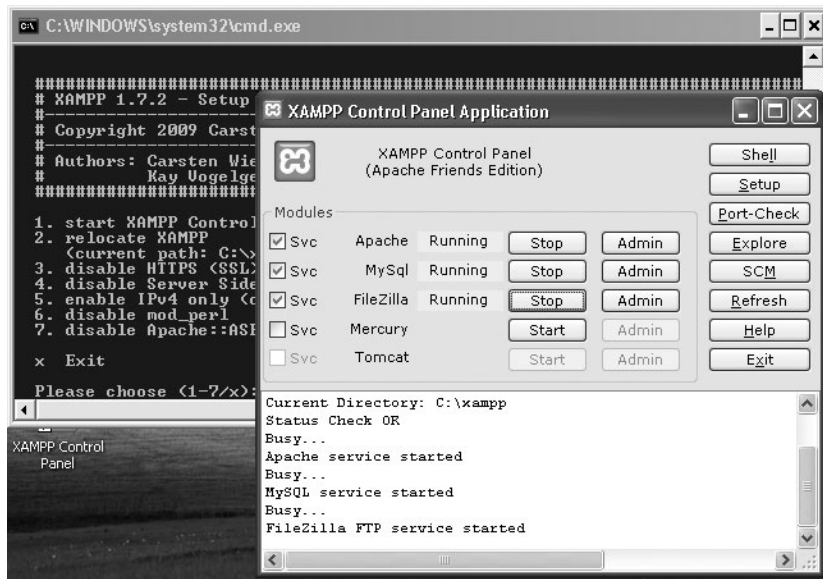 C:\WINDOWS\system32\cmd.exe
# XAMPP 1.7.2 - Setup
# Copyright 2009 Carst
# Authors: Carsten Wie
# Kay Vogelge
1. start XAMPP Control
2. relocate XAMPP
(current path: C:\x
3. disable HTTPS (SSL)
4. disable Server Side
5. enable IPv4 only (c
6. disable mod_perl
7. disable Apache::ASP
x Exit
Please choose (1-7/x):
XAMPP Control
Panel
XAMPP Control Panel Application
XAMPP Control Panel
(Apache Friends Edition)
Modules
Svc Apache Running Stop Admin
Svc MySql Running Stop Admin
Svc FileZilla Running Stop Admin
Svc Mercury Start Admin
Svc Tomcat Start Admin
Shell
Setup
Port-Check
Explore
SCM
Refresh
Help
Exit
Current Directory: C:\xampp
Status Check OK
Busy...
Apache service started
Busy...
MySQL service started
Busy...
FileZilla FTP service started